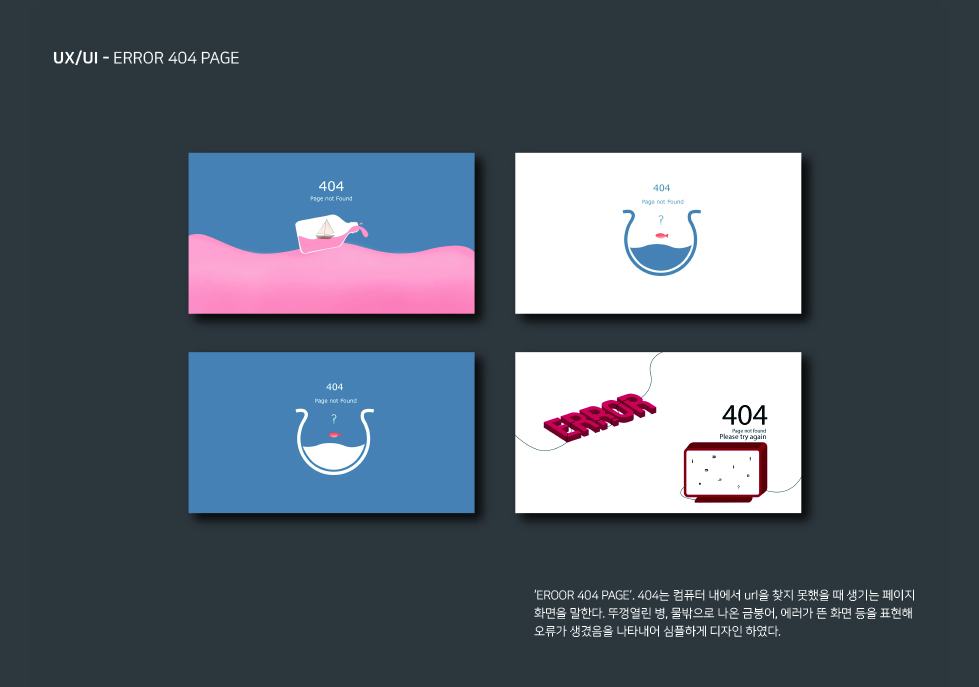 UX/UI - ERROR 404 PAGE
404
Page not Found
404
Page not Found
?
404
Page not Found
?
ERROR
404
Page not found
Please try again
'EROOR 404 PAGE'. 404는 컴퓨터 내에서 url을 찾지 못했을 때 생기는 페이지
화면을 말한다. 뚜껑열린 병, 물밖으로 나온 금붕어, 에러가 뜬 화면 등을 표현해
오류가 생겼음을 나타내어 심플하게 디자인 하였다.